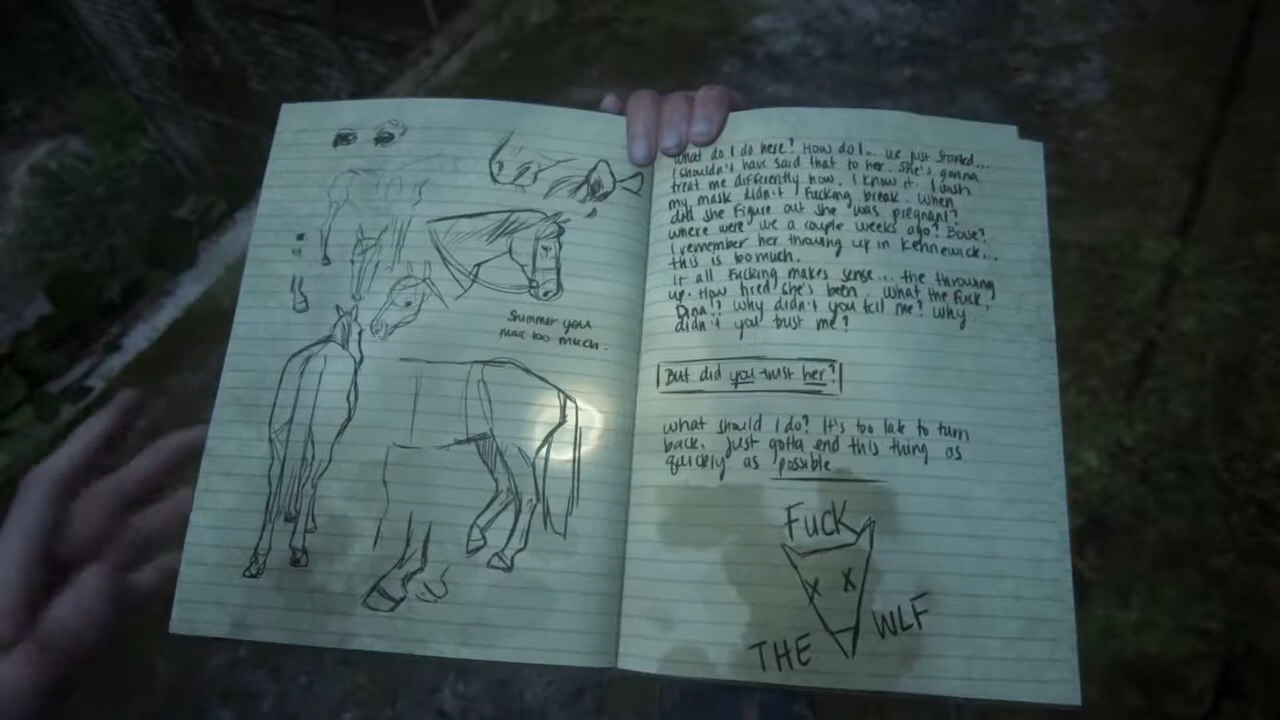 Shimmer you
move too much.
What do I do here? How do I... we just started...
I shouldn't have said that to her. She's gonna
treat me differently now. I know it. I wish
my mask didn't fucking break. When
did she figure out she was pregnant?
where were we a couple weeks ago? Boise?
I remember her throwing up in Kennewick...
this is too much.
It all fucking makes sense... the throwing
up. How tired she's been. What the fuck
Dina!? Why didn't you tell me? Why
didn't you trust me?
But did you trust her?
what should I do? It's too late to turn
back. Just gotta end this thing as
quickly as possible
Fuck
THE WLF